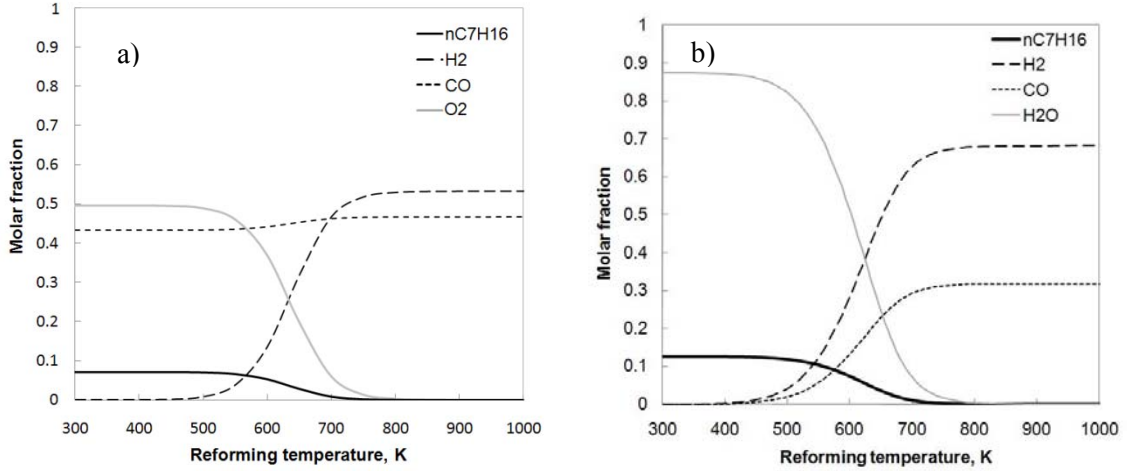 a)
nC7H16
H2
CO
O2
1
0.9
0.8
0.7
0.6
0.5
0.4
0.3
0.2
0.1
0
Molar fraction
300 400 500 600 700 800 900 1000
Reforming temperature, K
b)
nC7H16
H2
CO
H2O
1
0.9
0.8
0.7
0.6
0.5
0.4
0.3
0.2
0.1
0
Molar fraction
300 400 500 600 700 800 900 1000
Reforming temperature, K